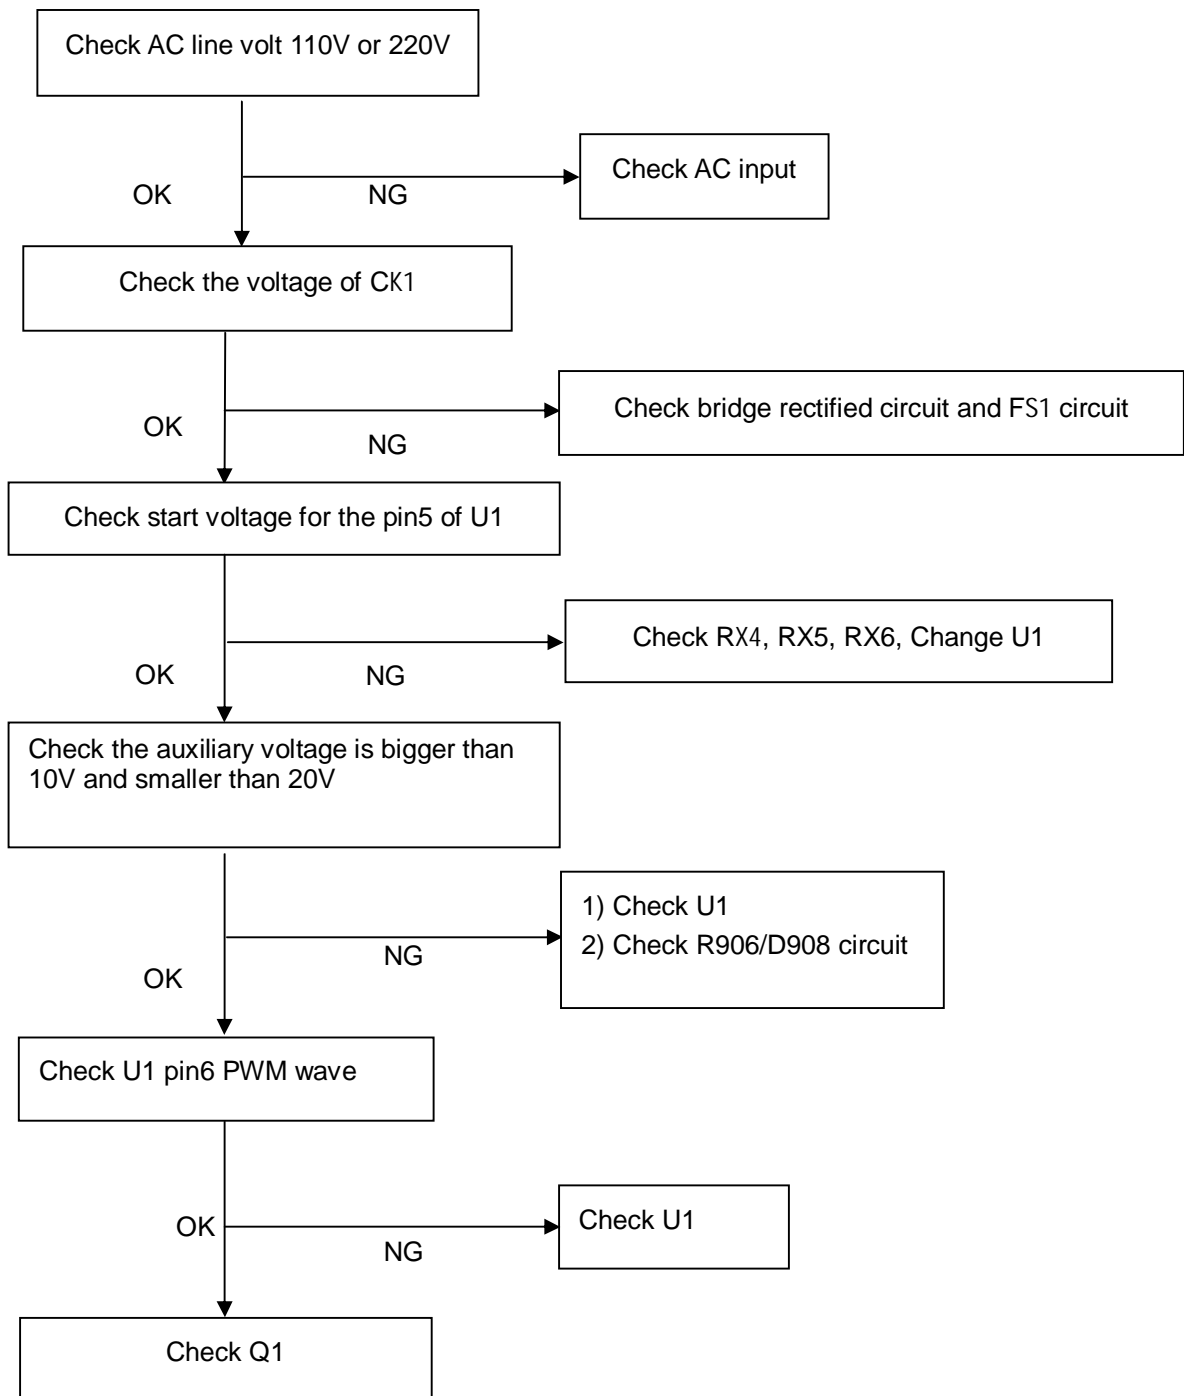 Check AC line volt 110V or 220V
Check AC input
OK
NG
Check the voltage of CK1
Check bridge rectified circuit and FS1 circuit
OK
NG
Check start voltage for the pin5 of U1
Check RX4, RX5, RX6, Change U1
OK
NG
Check the auxiliary voltage is bigger than
10V and smaller than 20V
1) Check U1
2) Check R906/D908 circuit
NG
OK
Check U1 pin6 PWM wave
Check U1
OK
NG
Check Q1